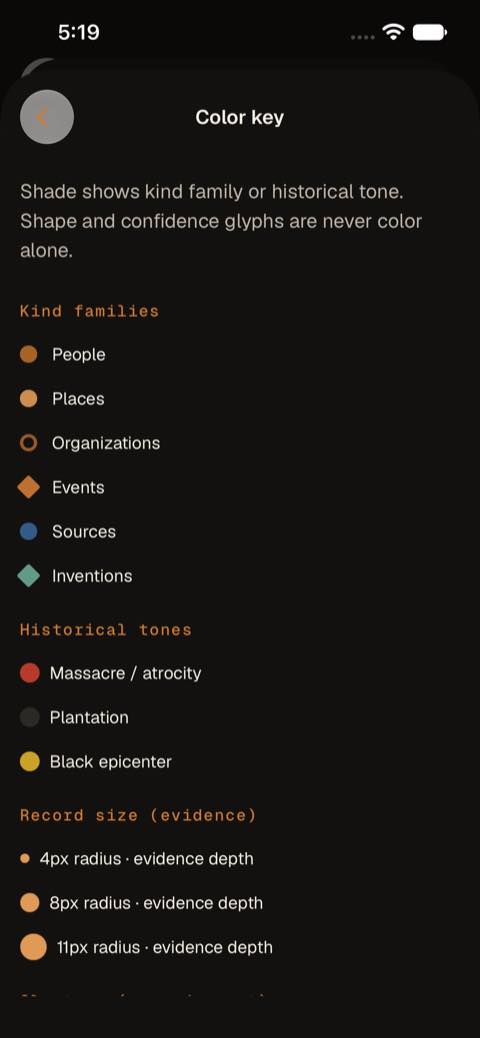 5:19
Color key
Shade shows kind family or historical tone.
Shape and confidence glyphs are never color
alone.
Kind families
People
Places
Organizations
Events
Sources
Inventions
Historical tones
Massacre / atrocity
Plantation
Black epicenter
Record size (evidence)
4px radius · evidence depth
8px radius · evidence depth
11px radius · evidence depth